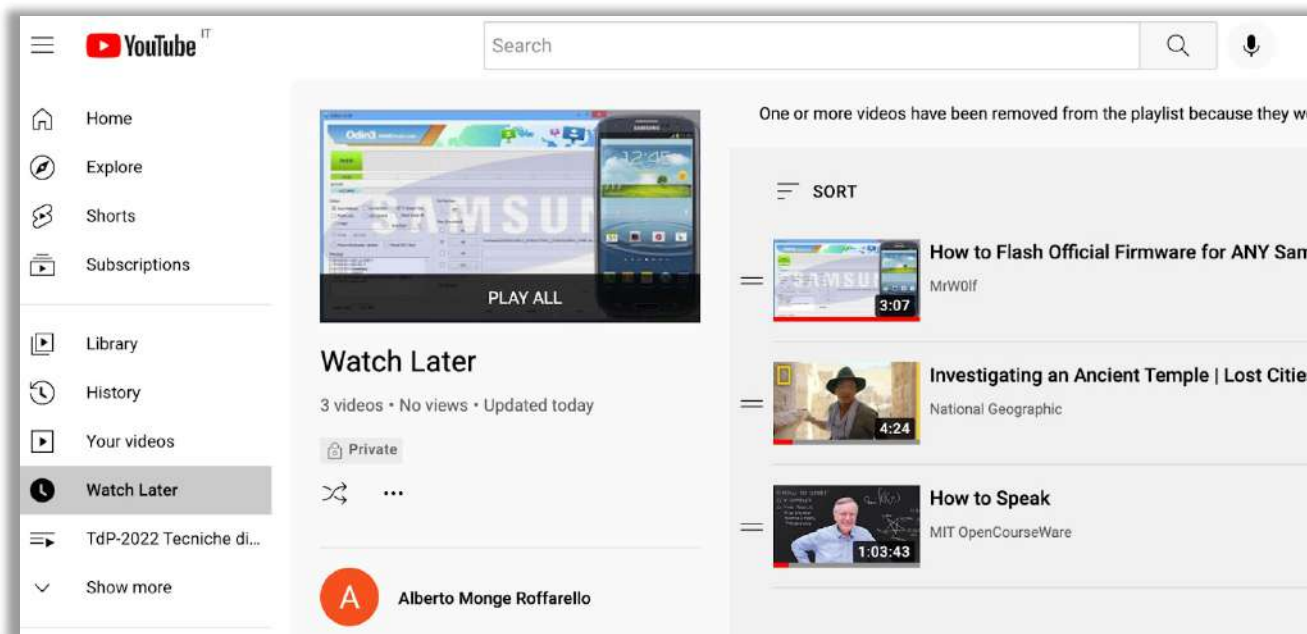 YouTube IT
Search
Home
Explore
Shorts
Subscriptions
Library
History
Your videos
Watch Later
TdP-2022 Tecniche di...
Show more
Odin3
SAMSUNG
12:45
SAMSUN
PLAY ALL
Watch Later
3 videos • No views • Updated today
Private
A
Alberto Monge Roffarello
One or more videos have been removed from the playlist because they w
SORT
SAMSU
3:07
How to Flash Official Firmware for ANY Sam
MrW0lf
4:24
Investigating an Ancient Temple | Lost Citie
National Geographic
1:03:43
How to Speak
MIT OpenCourseWare